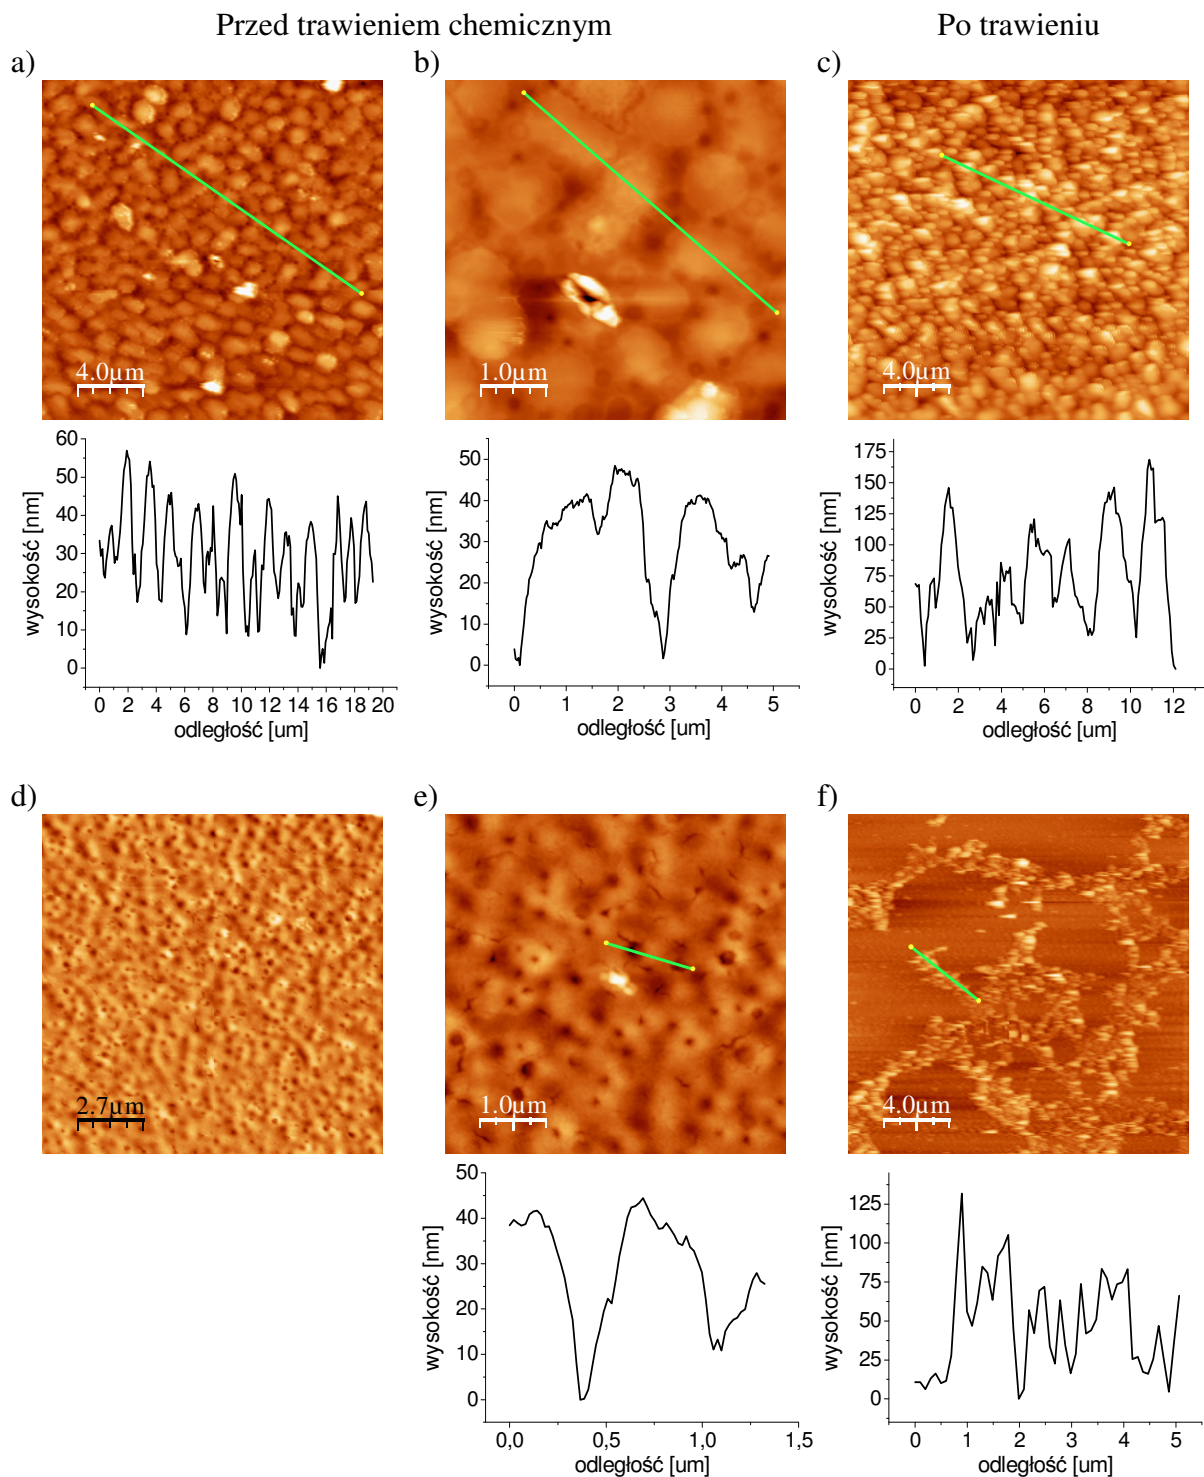 Przed trawieniem chemicznym
Po trawieniu
a)
b)
c)
4.0µm
1.0µm
4.0µm
60
50
40
30
20
10
0
wysokość [nm]
0 2 4 6 8 10 12 14 16 18 20
odległość [um]
50
40
30
20
10
0
wysokość [nm]
0 1 2 3 4 5
odległość [um]
175
150
125
100
75
50
25
0
wysokość [nm]
0 2 4 6 8 10 12
odległość [um]
d)
e)
f)
2.7µm
1.0µm
4.0µm
50
40
30
20
10
0
wysokość [nm]
0,0 0,5 1,0 1,5
odległość [um]
125
100
75
50
25
0
wysokość [nm]
0 1 2 3 4 5
odległość [um]